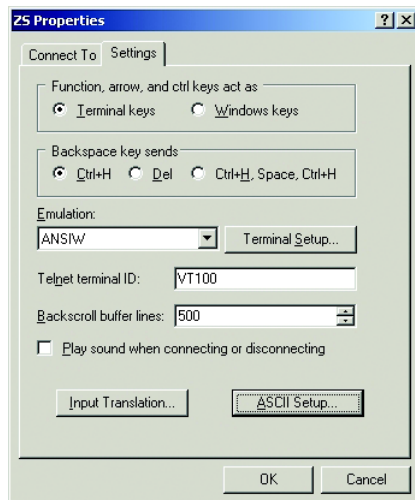 ZS Properties
Connect To Settings
Function, arrow, and ctrl keys act as
Terminal keys Windows keys
Backspace key sends
Ctrl+H Del Ctrl+H, Space, Ctrl+H
Emulation:
ANSIW Terminal Setup...
Telnet terminal ID: VT100
Backscroll buffer lines: 500
Play sound when connecting or disconnecting
Input Translation... ASCII Setup...
OK Cancel